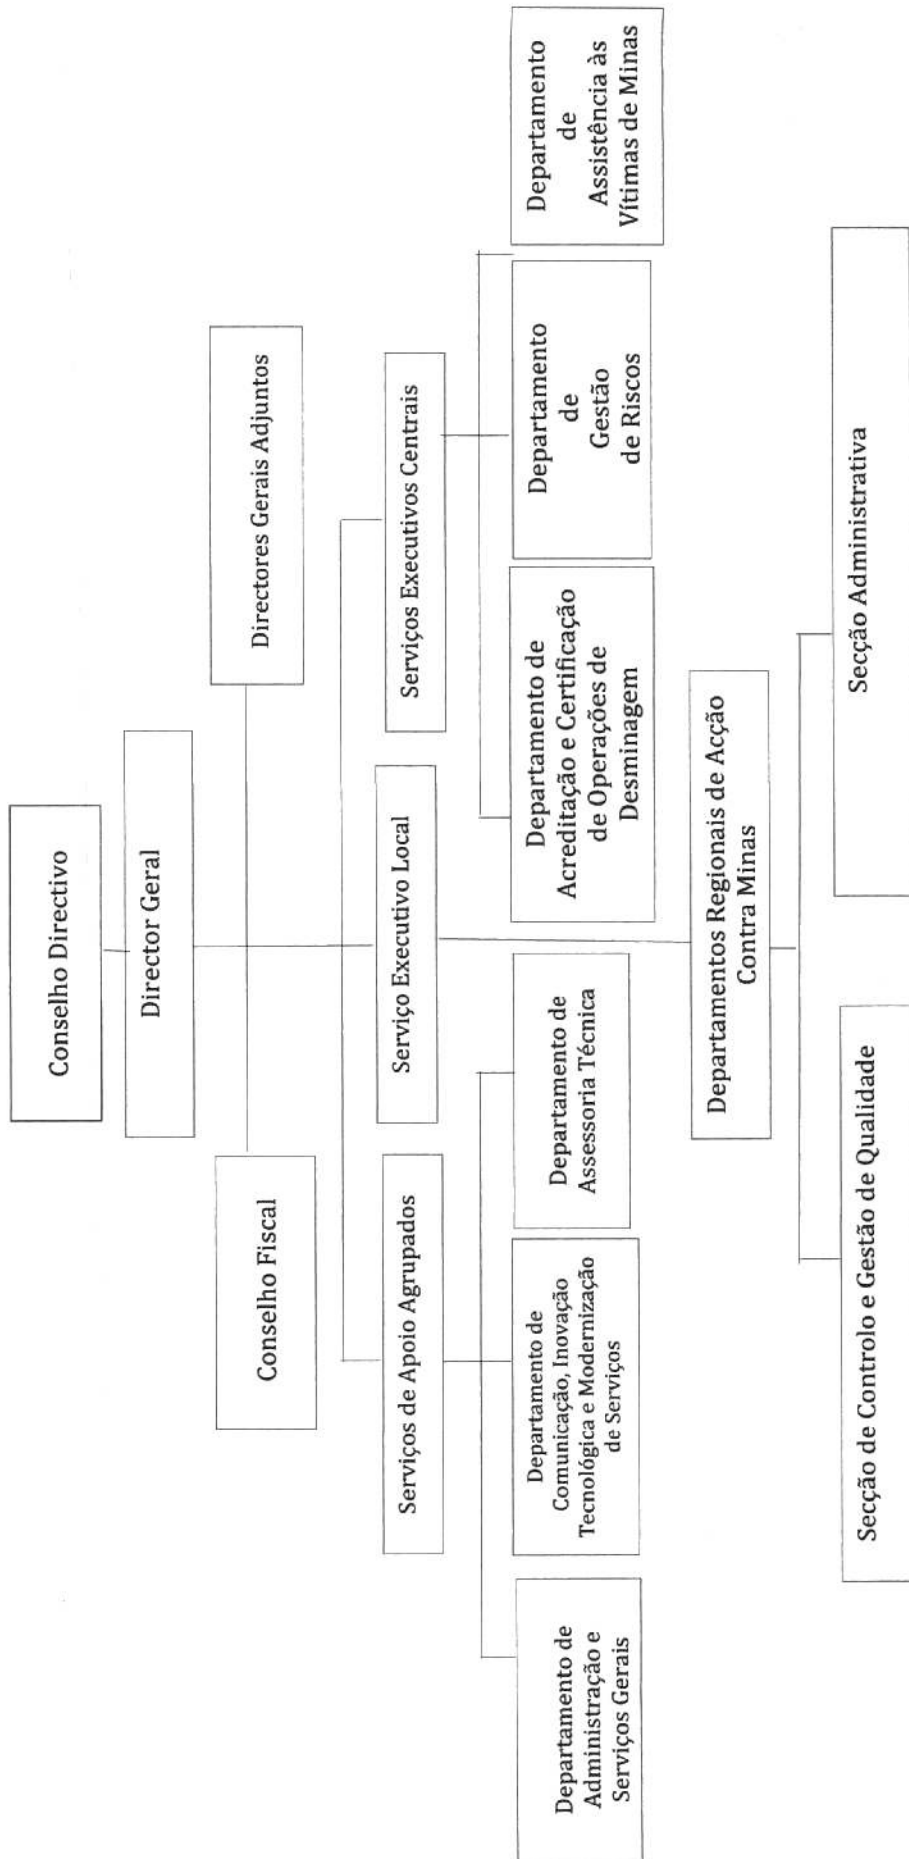 Conselho Directivo
Director Geral
Conselho Fiscal
Directores Gerais Adjuntos
Serviços de Apoio Agrupados
Serviço Executivo Local
Serviços Executivos Centrais
Departamento de
Administração e
Serviços Gerais
Departamento de
Comunicação, Inovação
Tecnológica e Modernização
de Serviços
Departamento de
Assessoria Técnica
Departamento de
Acreditação e Certificação
de Operações de
Desminagem
Departamento
de
Gestão
de Riscos
Departamento
de
Assistência às
Vítimas de Minas
Departamentos Regionais de Acção
Contra Minas
Secção de Controlo e Gestão de Qualidade
Secção Administrativa